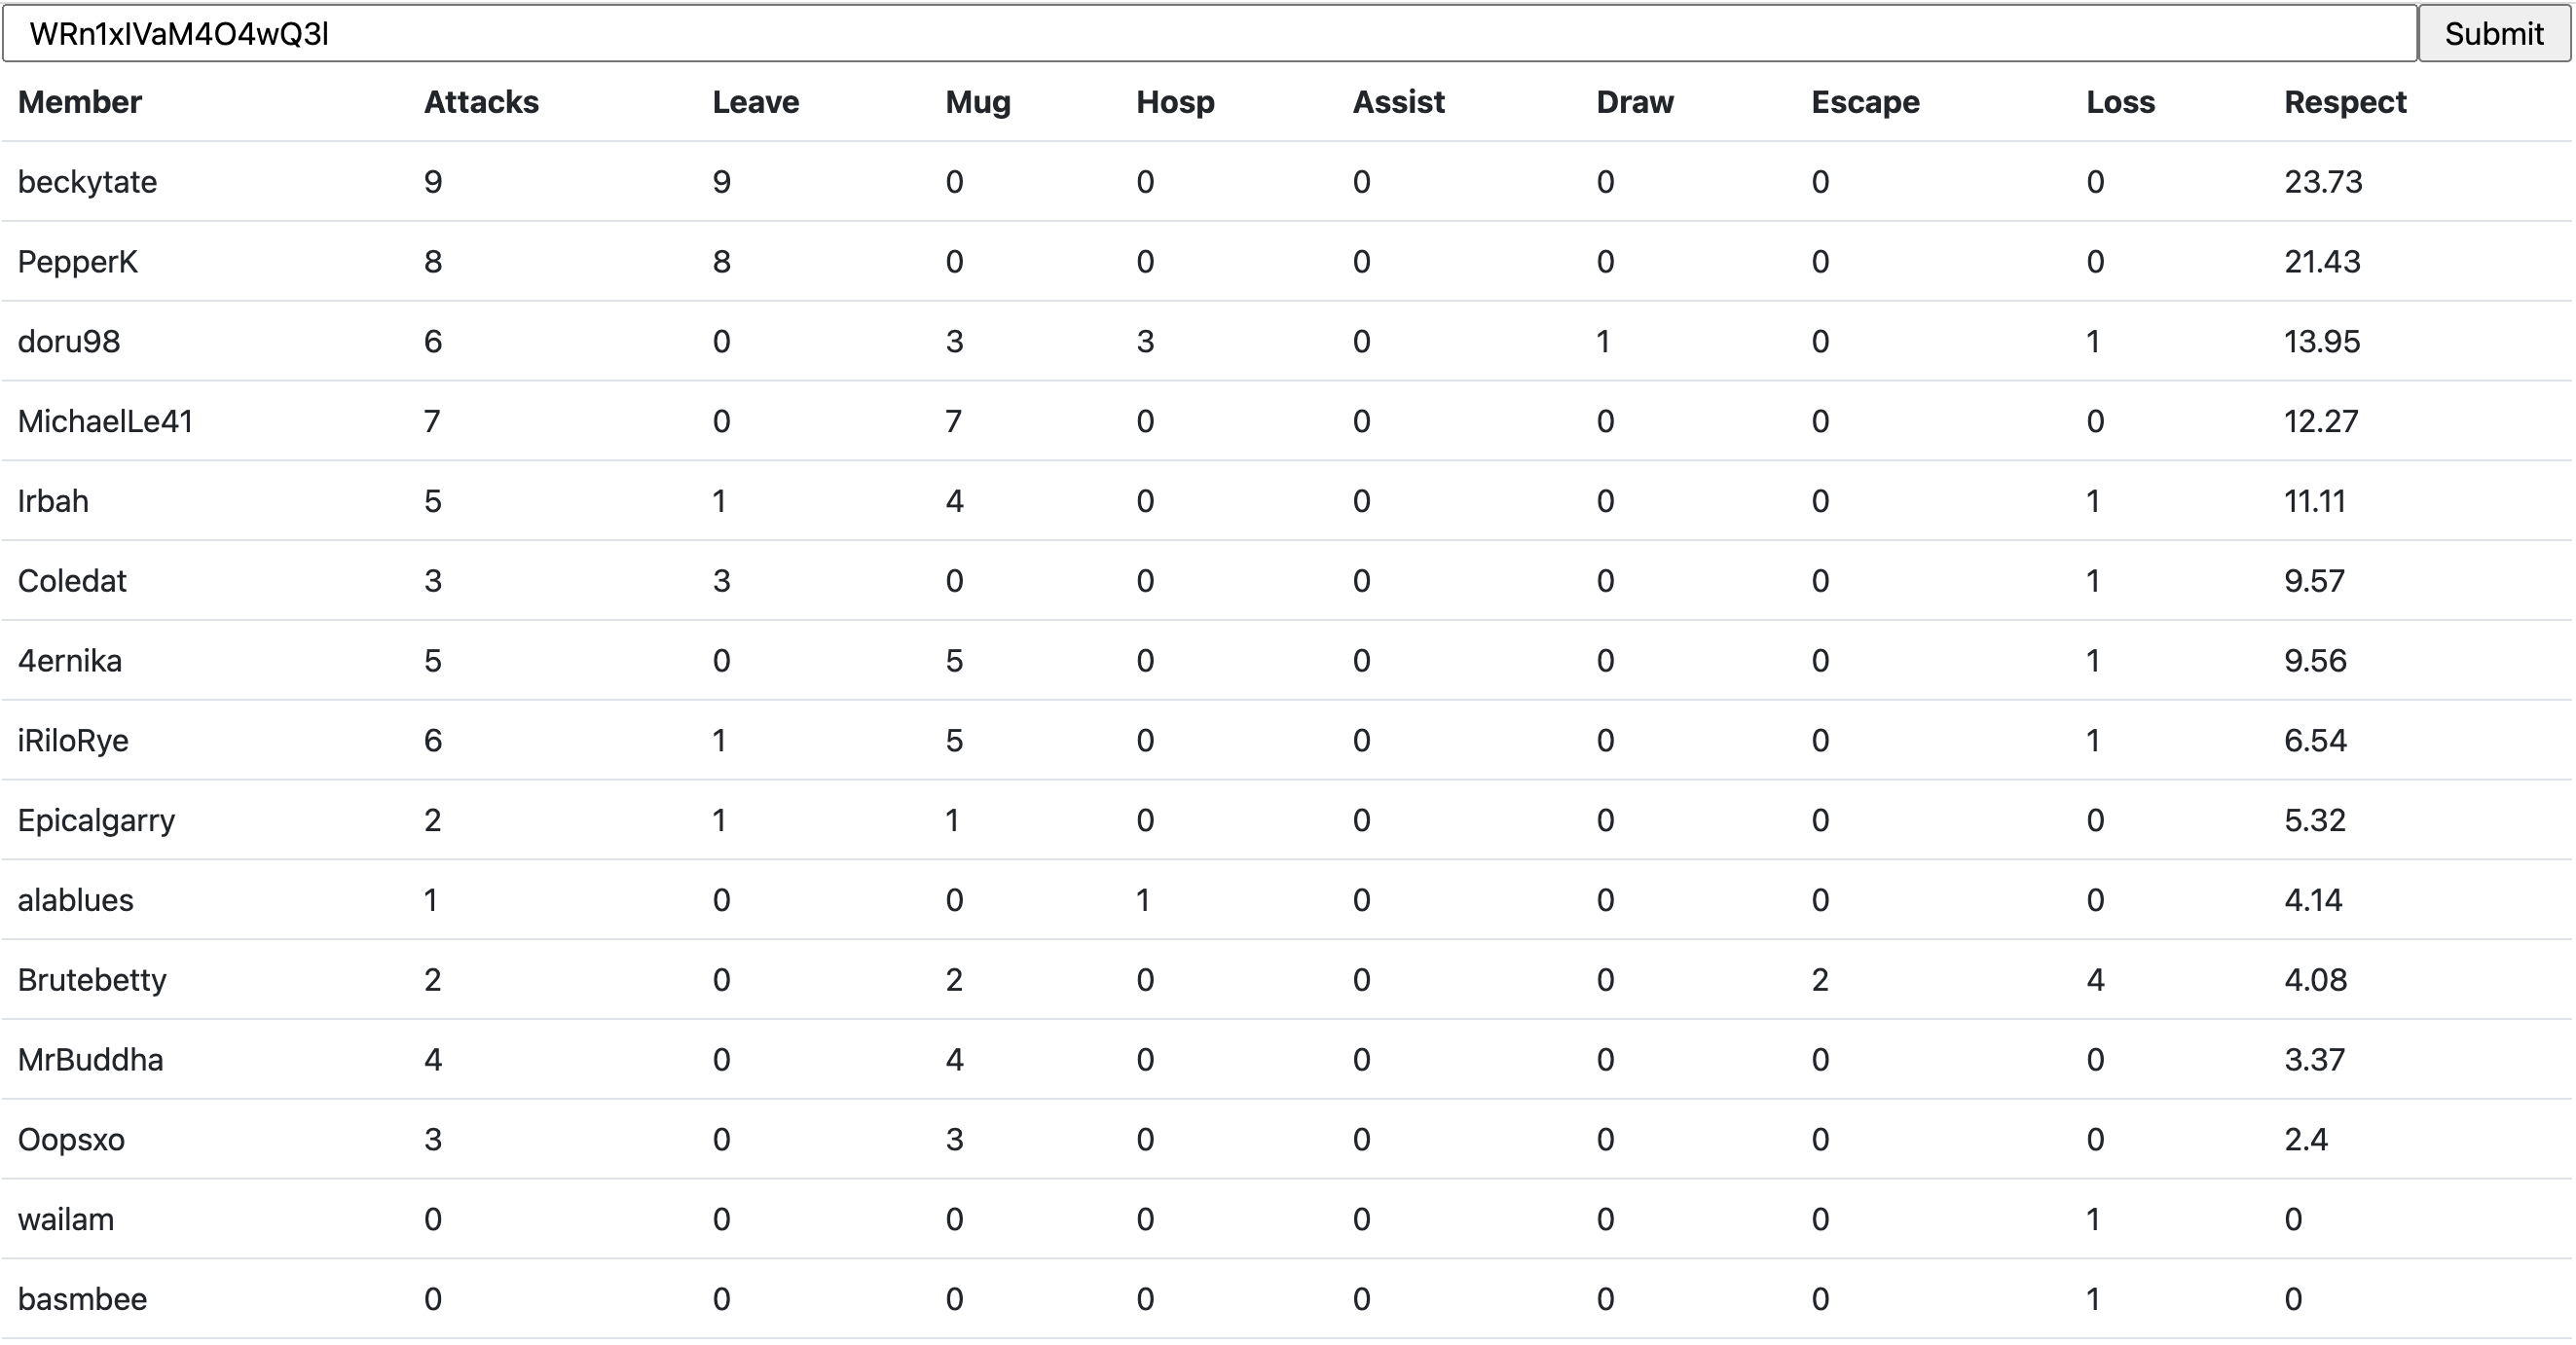 WRn1xIVaM4O4wQ3l Submit
Member Attacks Leave Mug Hosp Assist Draw Escape Loss Respect
beckytate 9 9 0 0 0 0 0 0 23.73
PepperK 8 8 0 0 0 0 0 0 21.43
doru98 6 0 3 3 0 1 0 1 13.95
MichaelLe41 7 0 7 0 0 0 0 0 12.27
Irbah 5 1 4 0 0 0 0 1 11.11
Coledat 3 3 0 0 0 0 0 1 9.57
4ernika 5 0 5 0 0 0 0 1 9.56
iRiloRye 6 1 5 0 0 0 0 1 6.54
Epicalgarry 2 1 1 0 0 0 0 0 5.32
alablues 1 0 0 1 0 0 0 0 4.14
Brutebetty 2 0 2 0 0 0 2 4 4.08
MrBuddha 4 0 4 0 0 0 0 0 3.37
Oopsxo 3 0 3 0 0 0 0 0 2.4
wailam 0 0 0 0 0 0 0 1 0
basmbee 0 0 0 0 0 0 0 1 0